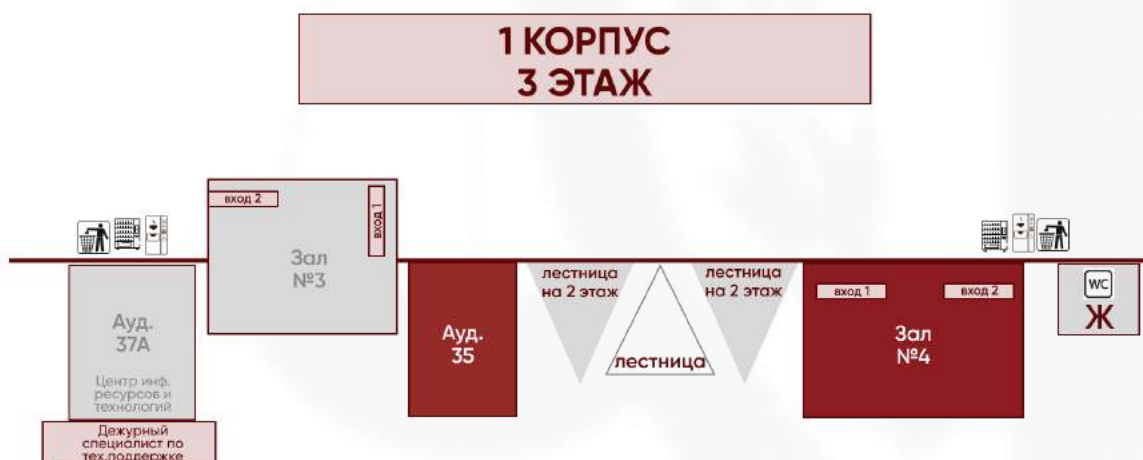 1 КОРПУС
3 ЭТАЖ
вход 2
вход 1
Зал
№3
Ауд.
37А
Центр инф.
ресурсов и
технологий
Дежурный
специалист по
тех.поддержке
Ауд.
35
лестница
на 2 этаж
лестница
лестница
на 2 этаж
вход 1
вход 2
Зал
№4
WC
Ж